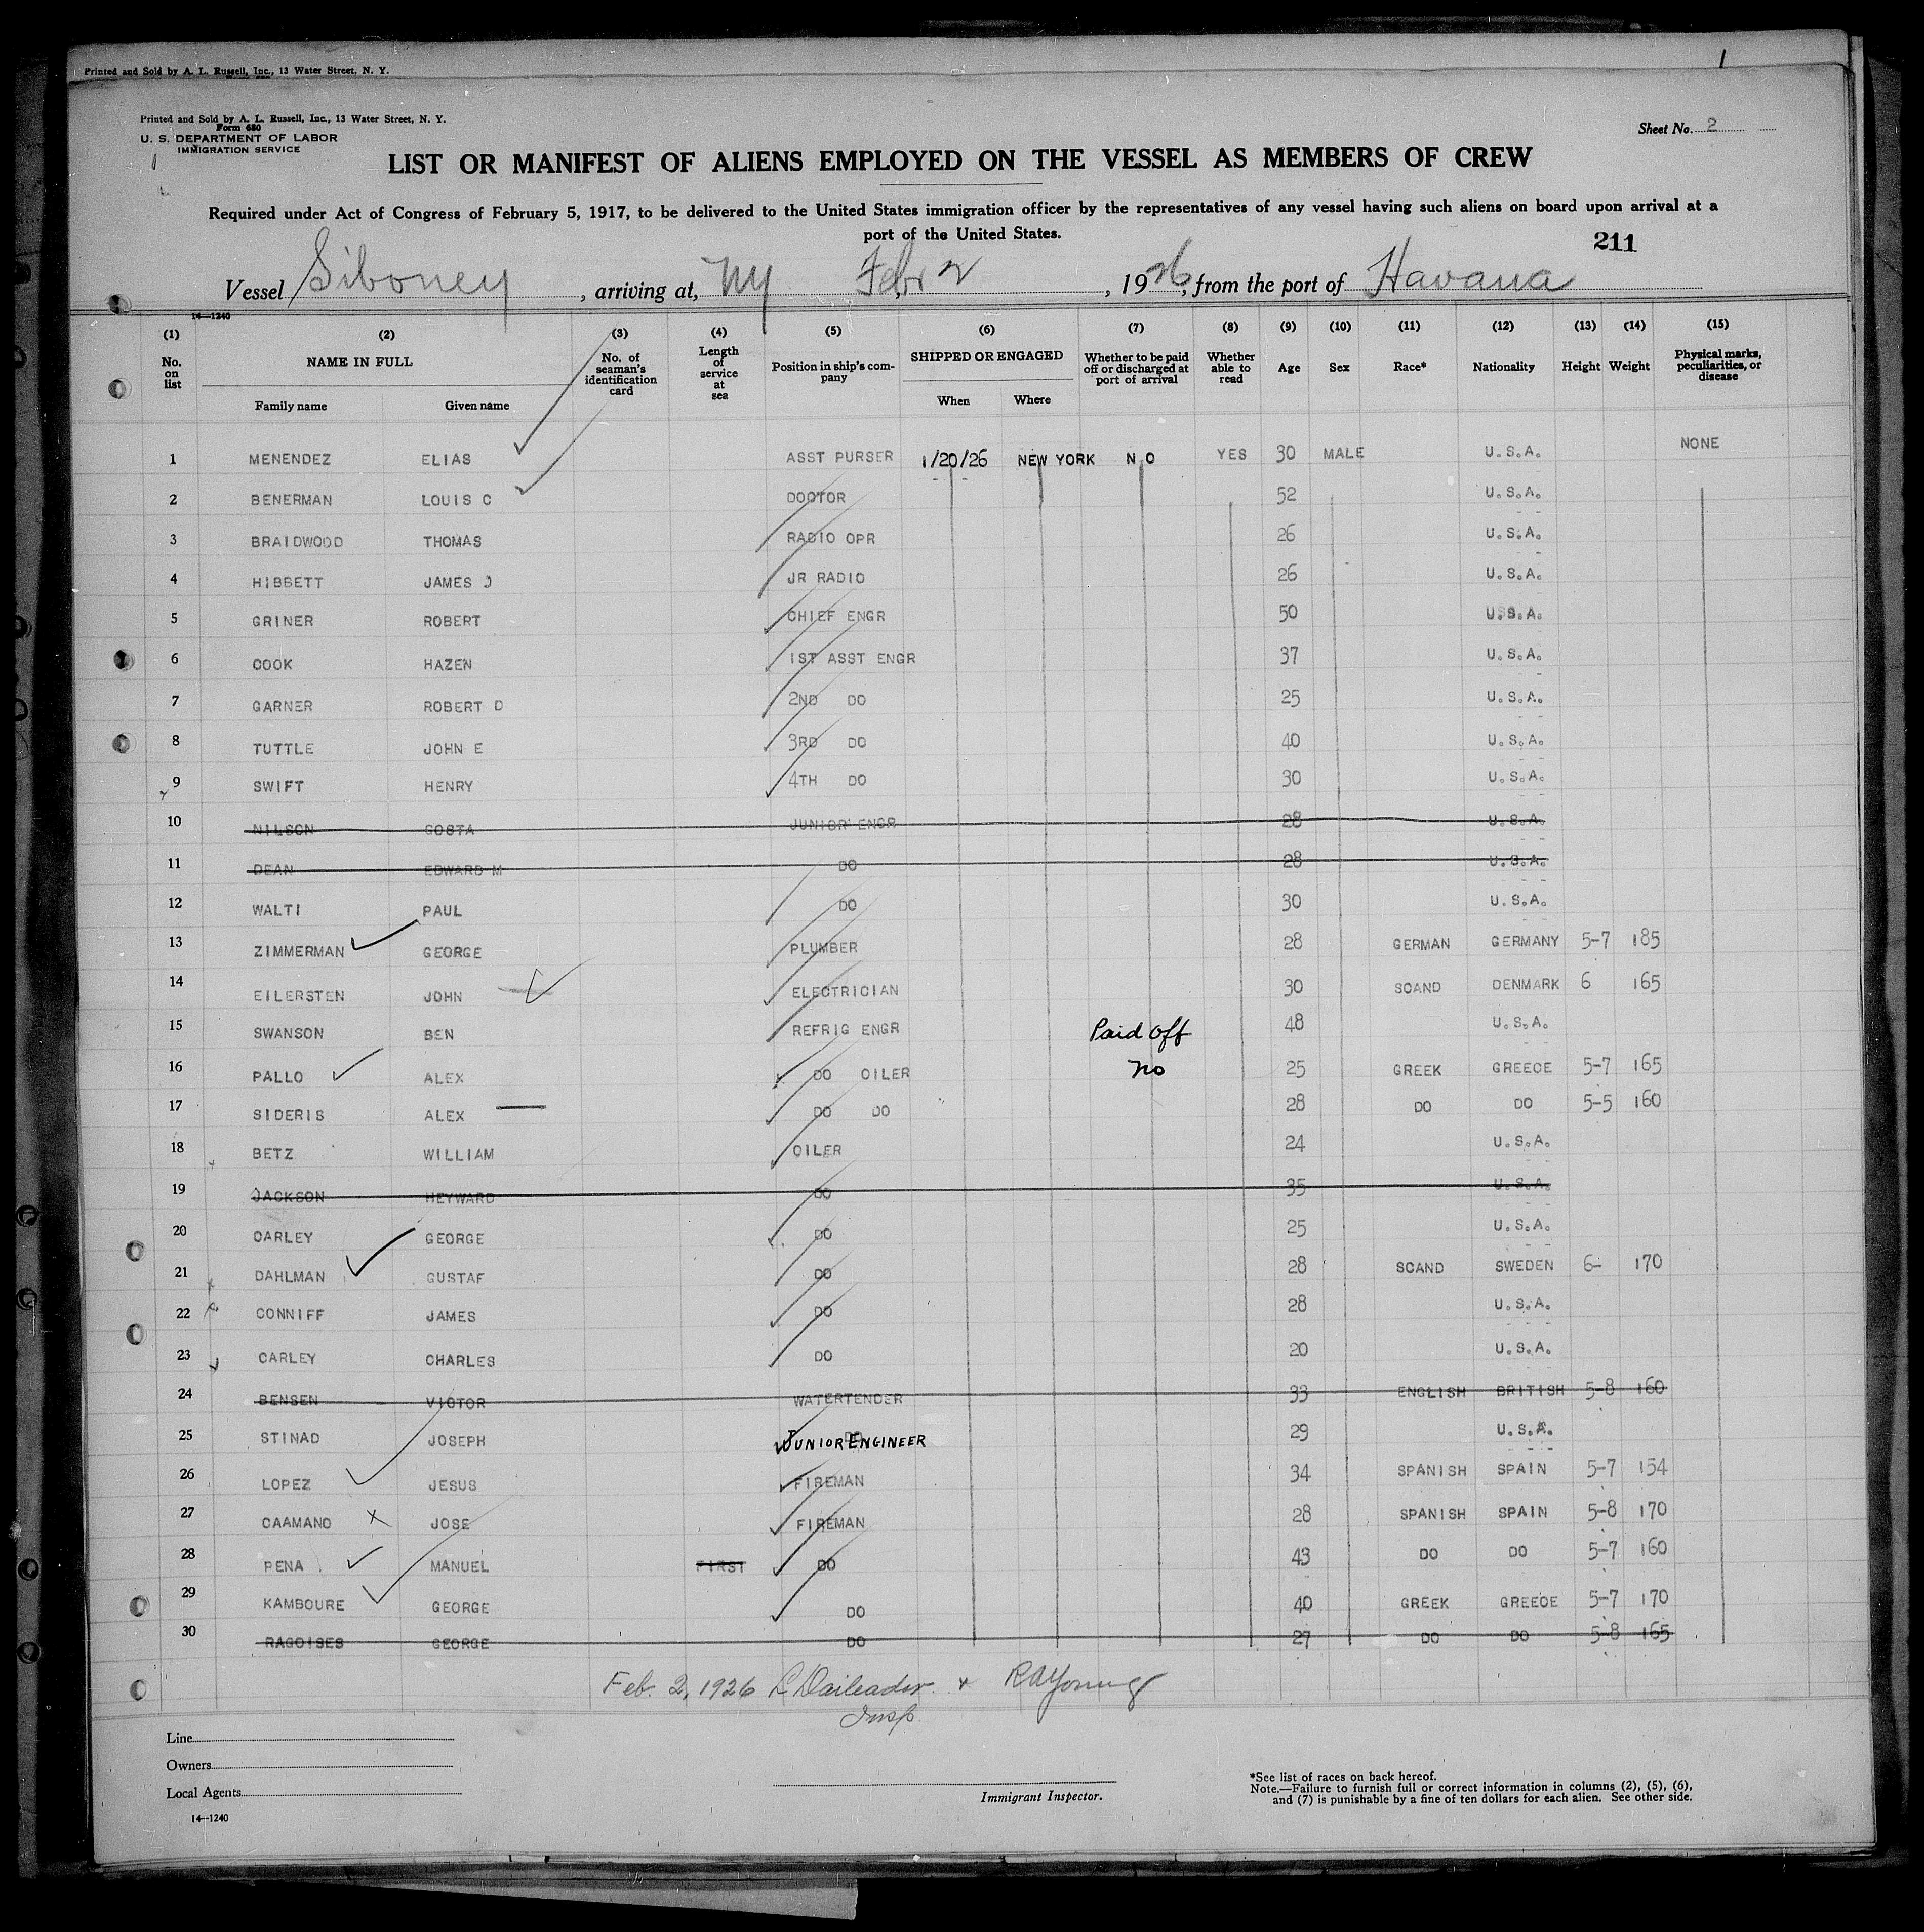 1
Printed and Sold by A. L. Russell, Inc., 13 Water Street, N. Y.
Printed and Sold by A. L. Russell, Inc., 13 Water Street, N. Y.
Form 680
U. S. DEPARTMENT OF LABOR
IMMIGRATION SERVICE
Sheet No. 2
LIST OR MANIFEST OF ALIENS EMPLOYED ON THE VESSEL AS MEMBERS OF CREW
Required under Act of Congress of February 5, 1917, to be delivered to the United States immigration officer by the representatives of any vessel having such aliens on board upon arrival at a
port of the United States.
211
Vessel Siboney, arriving at, NY Feb 2, 1926, from the port of Havana
14—1240
(1) (2) (3) (4) (5) (6) (7) (8) (9) (10) (11) (12) (13) (14) (15)
No. on list NAME IN FULL Family name Given name No. of seaman's identification card Length of service at sea Position in ship's company SHIPPED OR ENGAGED When Where Whether to be paid off or discharged at port of arrival Whether able to read Age Sex Race* Nationality Height Weight Physical marks, peculiarities, or disease
1 MENENDEZ ELIAS ASST PURSER 1/20/26 NEW YORK NO YES 30 MALE U.S.A. NONE
2 BENERMAN LOUIS C DOCTOR 52 U.S.A.
3 BRAIDWOOD THOMAS RADIO OPR 26 U.S.A.
4 HIBBETT JAMES J JR RADIO 26 U.S.A.
5 GRINER ROBERT CHIEF ENGR 50 U.S.A.
6 COOK HAZEN 1ST ASST ENGR 37 U.S.A.
7 GARNER ROBERT D 2ND DO 25 U.S.A.
8 TUTTLE JOHN E 3RD DO 40 U.S.A.
9 SWIFT HENRY 4TH DO 30 U.S.A.
10 NILSON GOSTA JUNIOR ENGR 28 U.S.A.
11 DEAN EDWARD M DO 28 U.S.A.
12 WALTI PAUL DO 30 U.S.A.
13 ZIMMERMAN GEORGE PLUMBER 28 GERMAN GERMANY 5-7 185
14 EILERSTEN JOHN ELECTRICIAN 30 SCAND DENMARK 6 165
15 SWANSON BEN REFRIG ENGR Paid off 48 U.S.A.
16 PALLO ALEX DO OILER no 25 GREEK GREECE 5-7 165
17 SIDERIS ALEX DO DO 28 DO DO 5-5 160
18 BETZ WILLIAM OILER 24 U.S.A.
19 JACKSON HEYWARD DO 35 U.S.A.
20 CARLEY GEORGE DO 25 U.S.A.
21 DAHLMAN GUSTAF DO 28 SCAND SWEDEN 6- 170
22 CONNIFF JAMES DO 28 U.S.A.
23 CARLEY CHARLES DO 20 U.S.A.
24 BENSEN VICTOR WATERTENDER 33 ENGLISH BRITISH 5-8 160
25 STINAD JOSEPH DO JUNIOR ENGINEER 29 U.S.A.
26 LOPEZ JESUS FIREMAN 34 SPANISH SPAIN 5-7 154
27 CAAMANO JOSE FIREMAN 28 SPANISH SPAIN 5-8 170
28 PENA MANUEL FIRST DO 43 DO DO 5-7 160
29 KAMBOURE GEORGE DO 40 GREEK GREECE 5-7 170
30 RAGOISES GEORGE DO 27 DO DO 5-8 165
Feb. 2, 1926 L Daileader + RA Young
Insp.
Line
Owners
Local Agents
14—1240
Immigrant Inspector.
*See list of races on back hereof.
Note.—Failure to furnish full or correct information in columns (2), (5), (6),
and (7) is punishable by a fine of ten dollars for each alien. See other side.